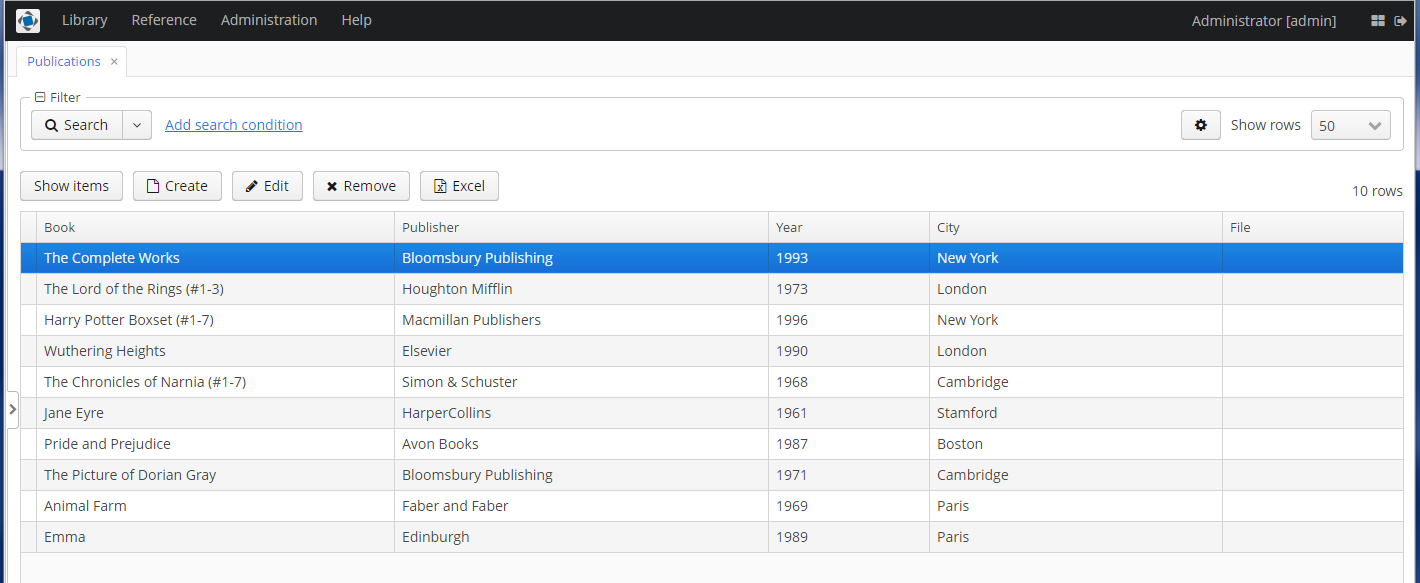 Library Reference Administration Help Administrator [admin]
Publications ×
Filter
Search Add search condition Show rows 50
Show items Create Edit Remove Excel
10 rows
Book Publisher Year City File
The Complete Works Bloomsbury Publishing 1993 New York
The Lord of the Rings (#1-3) Houghton Mifflin 1973 London
Harry Potter Boxset (#1-7) Macmillan Publishers 1996 New York
Wuthering Heights Elsevier 1990 London
The Chronicles of Narnia (#1-7) Simon & Schuster 1968 Cambridge
Jane Eyre HarperCollins 1961 Stamford
Pride and Prejudice Avon Books 1987 Boston
The Picture of Dorian Gray Bloomsbury Publishing 1971 Cambridge
Animal Farm Faber and Faber 1969 Paris
Emma Edinburgh 1989 Paris